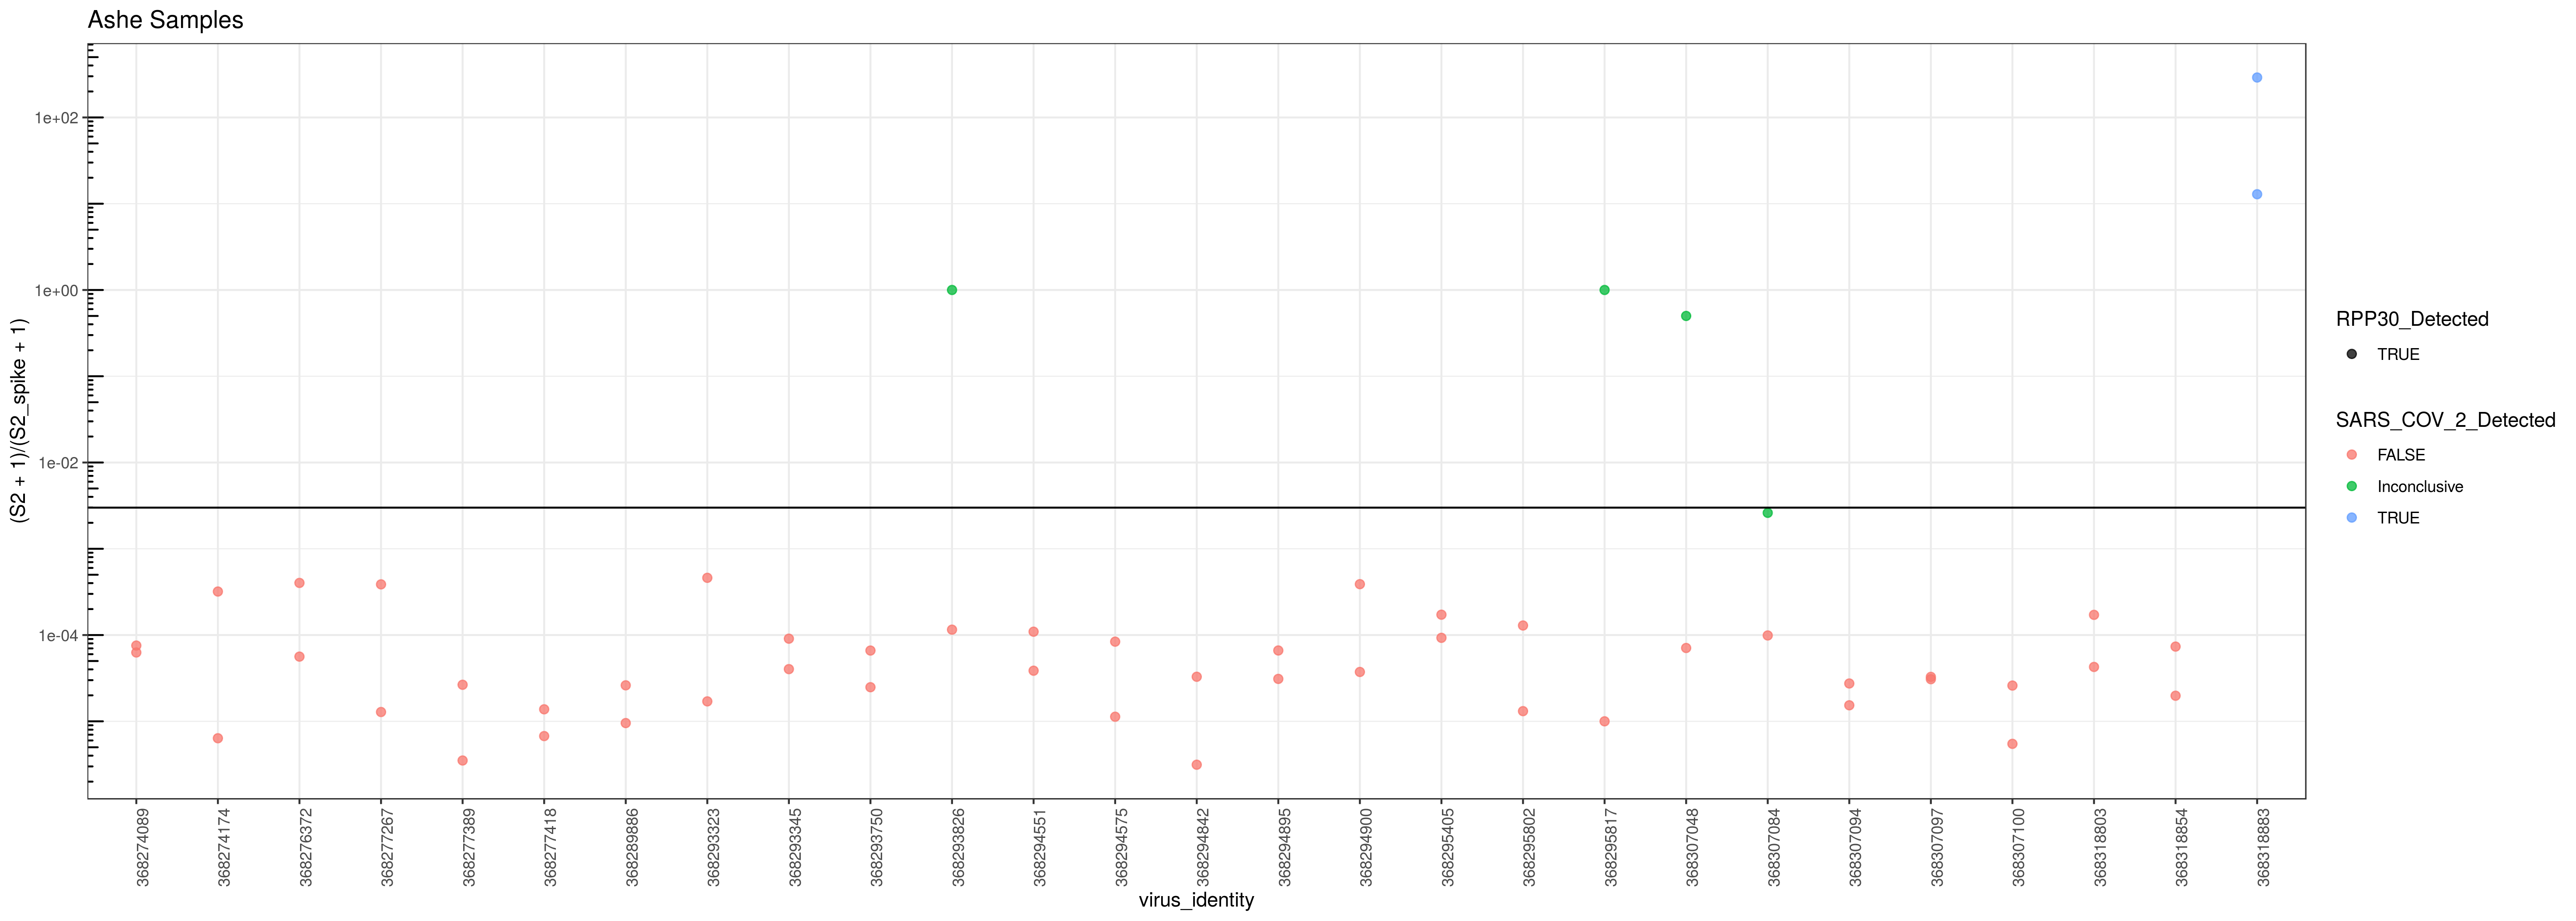 Ashe Samples
(S2 + 1)/(S2_spike + 1)
1e+02
1e+00
1e-02
1e-04
368274089
368274174
368276372
368277267
368277389
368277418
368289886
368293323
368293345
368293750
368293826
368294551
368294575
368294842
368294895
368294900
368295405
368295802
368295817
368307048
368307084
368307094
368307097
368307100
368318803
368318854
368318883
virus_identity
RPP30_Detected
TRUE
SARS_COV_2_Detected
FALSE
Inconclusive
TRUE